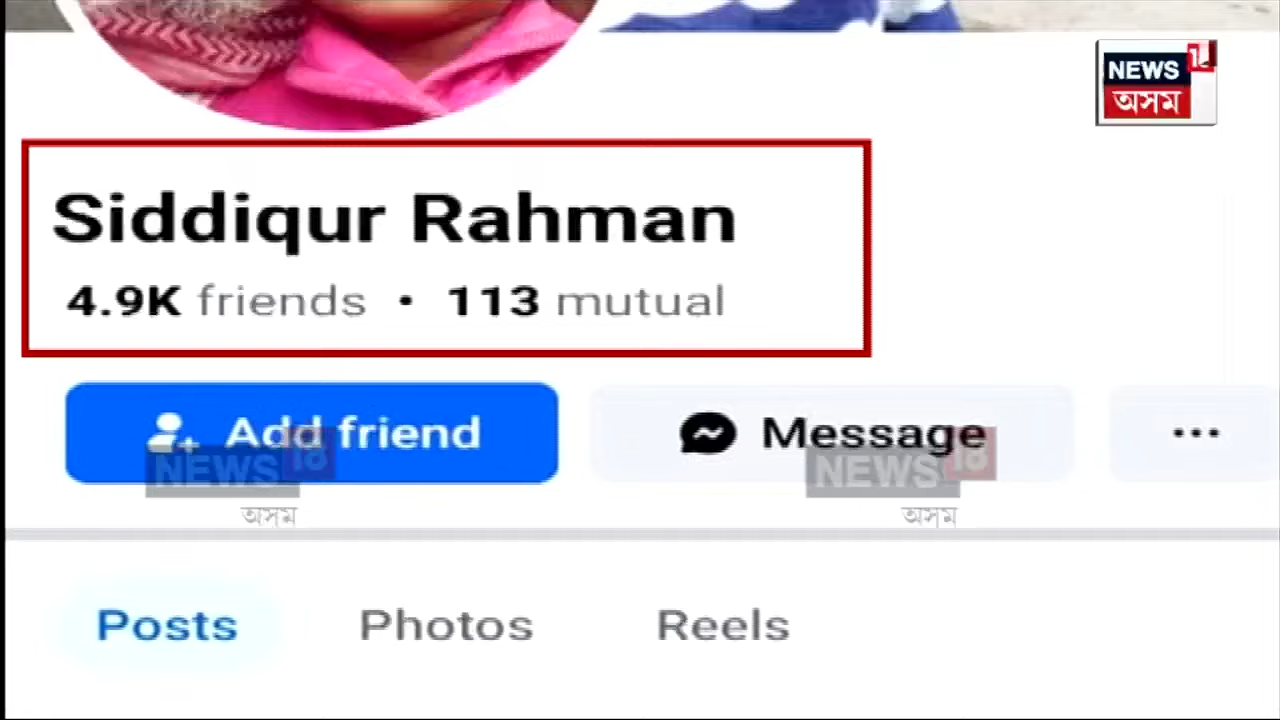 NEWS 18
অসম
Siddiqur Rahman
4.9K friends • 113 mutual
Add friend
Message
NEWS 18
অসম
NEWS 18
অসম
Posts
Photos
Reels